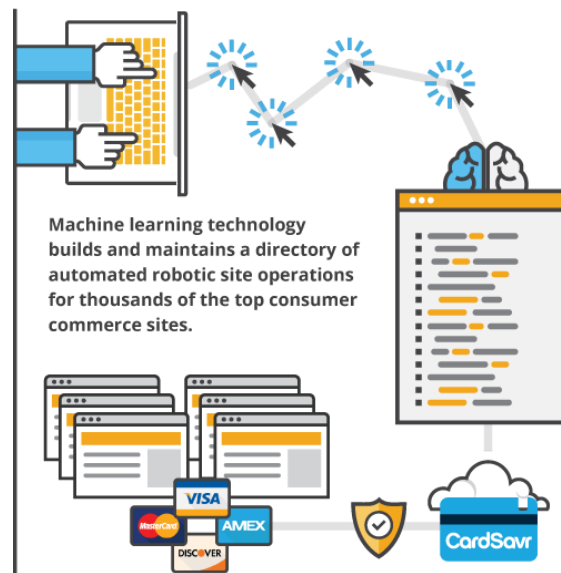 Machine learning technology
builds and maintains a directory of
automated robotic site operations
for thousands of the top consumer
commerce sites.
VISA
MasterCard
AMEX
DISCOVER
CardSavr